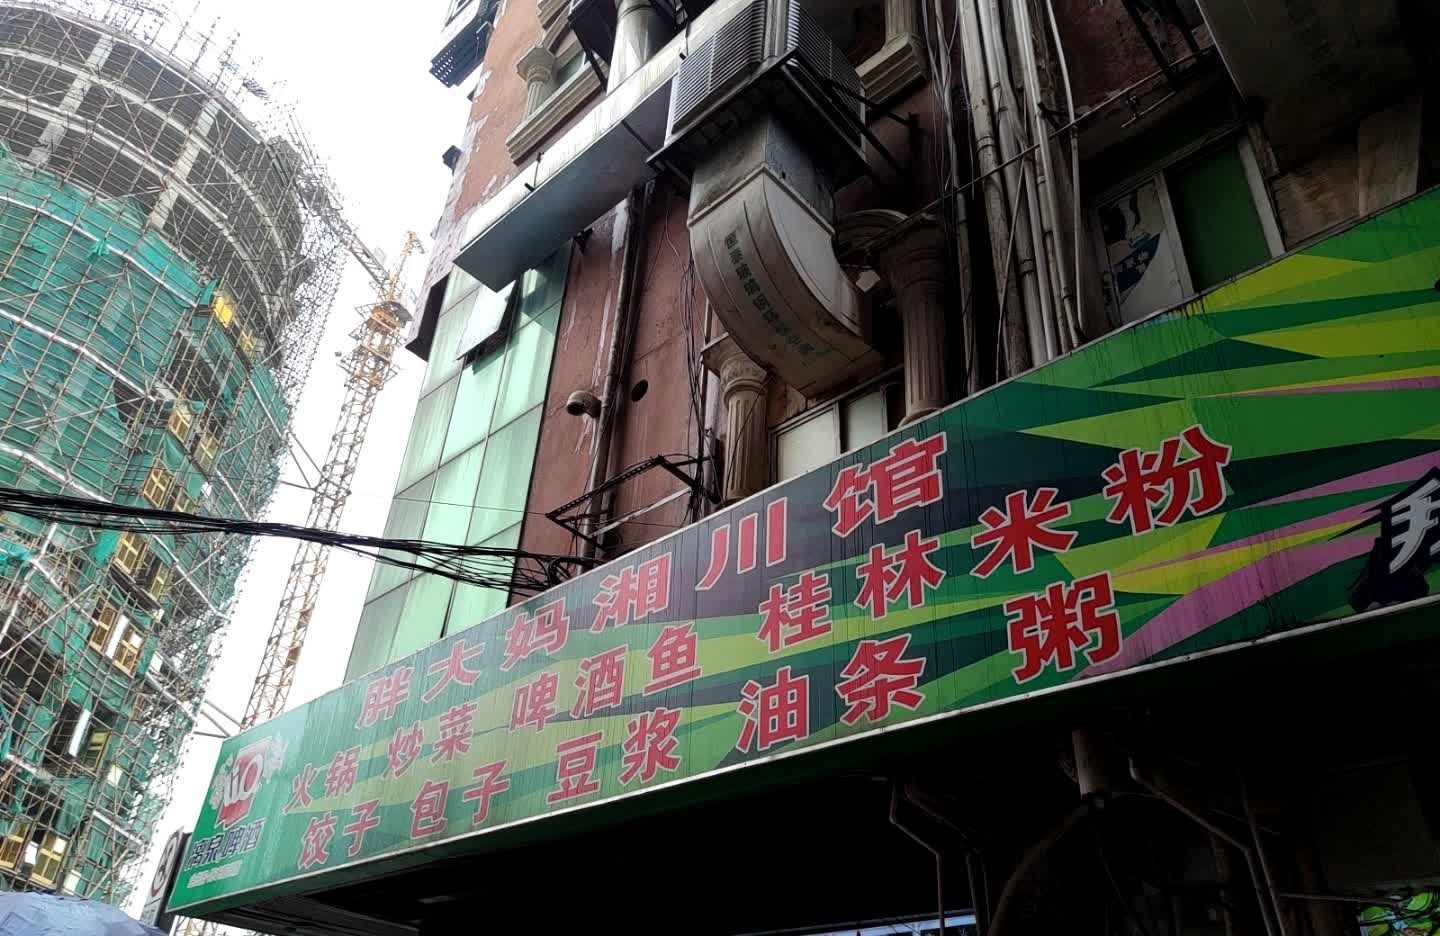 胖大妈湘川馆
火锅 炒菜 啤酒鱼 桂林米粉
饺子 包子 豆浆 油条 粥
漓泉啤酒